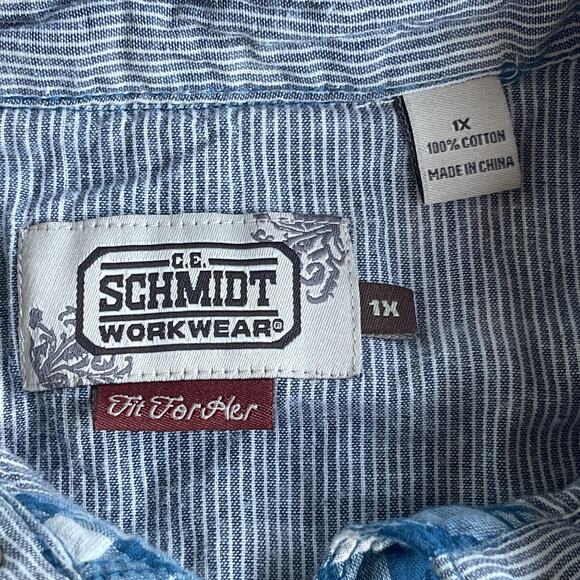 1X
100% COTTON
MADE IN CHINA
C.E.
SCHMIDT
WORKWEAR®
1X
Fit For Her